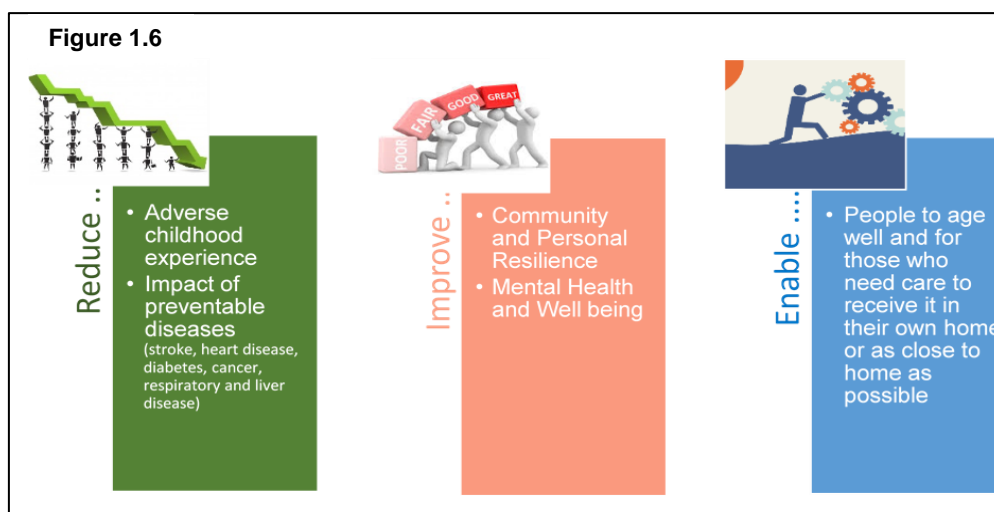 Figure 1.6
Reduce ..
• Adverse
childhood
experience
• Impact of
preventable
diseases
(stroke, heart disease,
diabetes, cancer,
respiratory and liver
disease)
POOR
FAIR
GOOD
GREAT
Improve ..
• Community
and Personal
Resilience
• Mental Health
and Well being
Enable ....
• People to age
well and for
those who
need care to
receive it in
their own home
or as close to
home as
possible